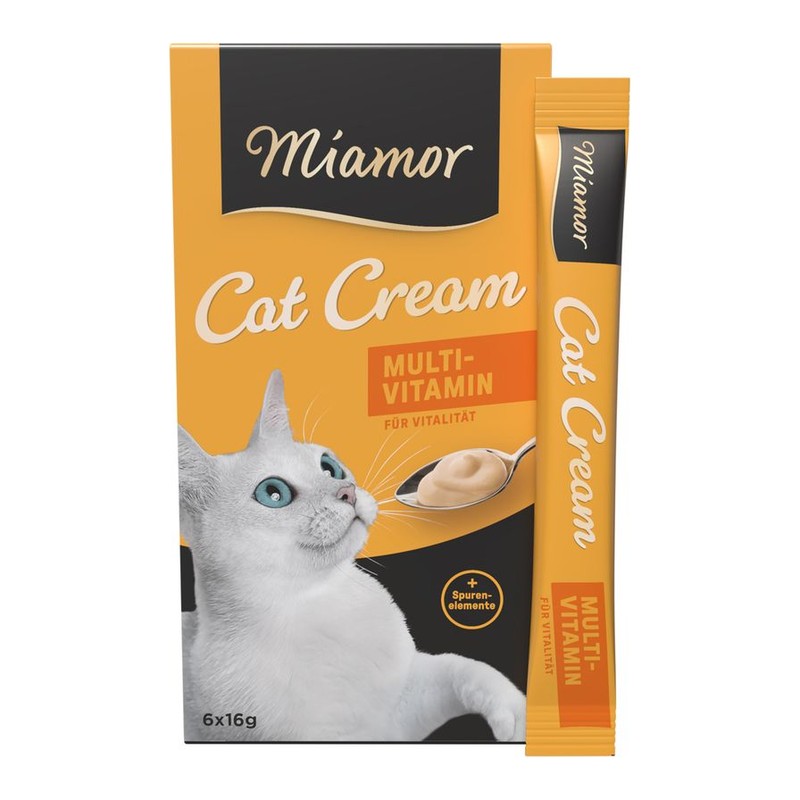 Miamor
Cat Cream
MULTI-
VITAMIN
FÜR VITALITÄT
+
Spuren-
elemente
6x16g
Miamor
Cat Cream
MULTI-
VITAMIN
FÜR VITALITÄT